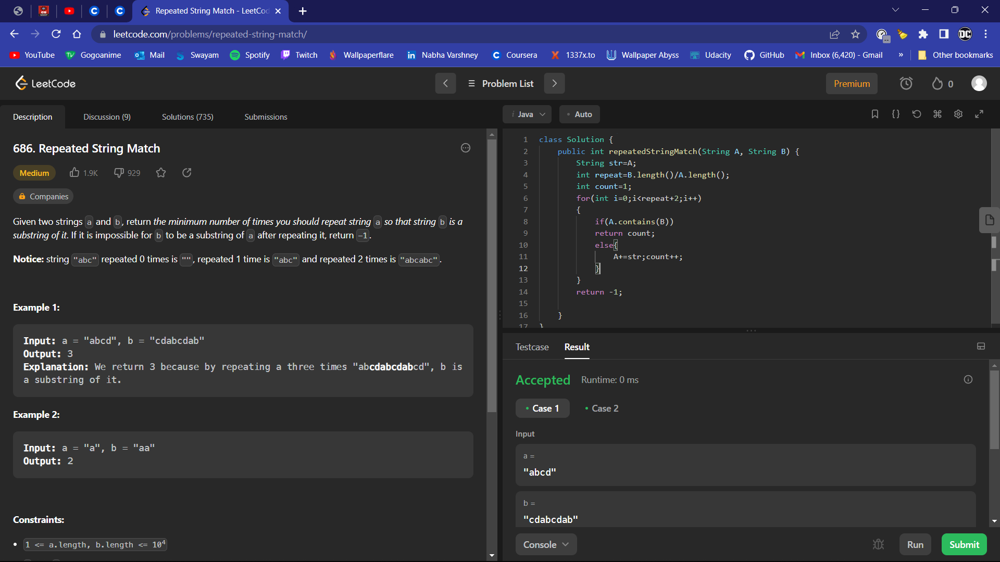 Repeated String Match - LeetCod
leetcode.com/problems/repeated-string-match/
YouTube Gogoanime Mail Swayam Spotify Twitch Wallpaperflare Nabha Varshney Coursera 1337x.to Wallpaper Abyss Udacity GitHub Inbox (6,420) - Gmail » Other bookmarks
LeetCode Problem List Premium 0
Description Discussion (9) Solutions (735) Submissions
686. Repeated String Match
Medium 1.9K 929
Companies
Given two strings a and b, return the minimum number of times you should repeat string a so that string b is a
substring of it. If it is impossible for b to be a substring of a after repeating it, return -1.
Notice: string "abc" repeated 0 times is "", repeated 1 time is "abc" and repeated 2 times is "abcabc".
Example 1:
Input: a = "abcd", b = "cdabcdab"
Output: 3
Explanation: We return 3 because by repeating a three times "abcdabcdabcd", b is
a substring of it.
Example 2:
Input: a = "a", b = "aa"
Output: 2
Constraints:
• 1 <= a.length, b.length <= 10⁴
i Java • Auto {}
1 class Solution {
2 public int repeatedStringMatch(String A, String B) {
3 String str=A;
4 int repeat=B.length()/A.length();
5 int count=1;
6 for(int i=0;i<repeat+2;i++)
7 {
8 if(A.contains(B))
9 return count;
10 else{
11 A+=str;count++;
12 }
13 }
14 return -1;
15
16 }
17 }
Testcase Result
Accepted Runtime: 0 ms
• Case 1 • Case 2
Input
a =
"abcd"
b =
"cdabcdab"
Console Run Submit